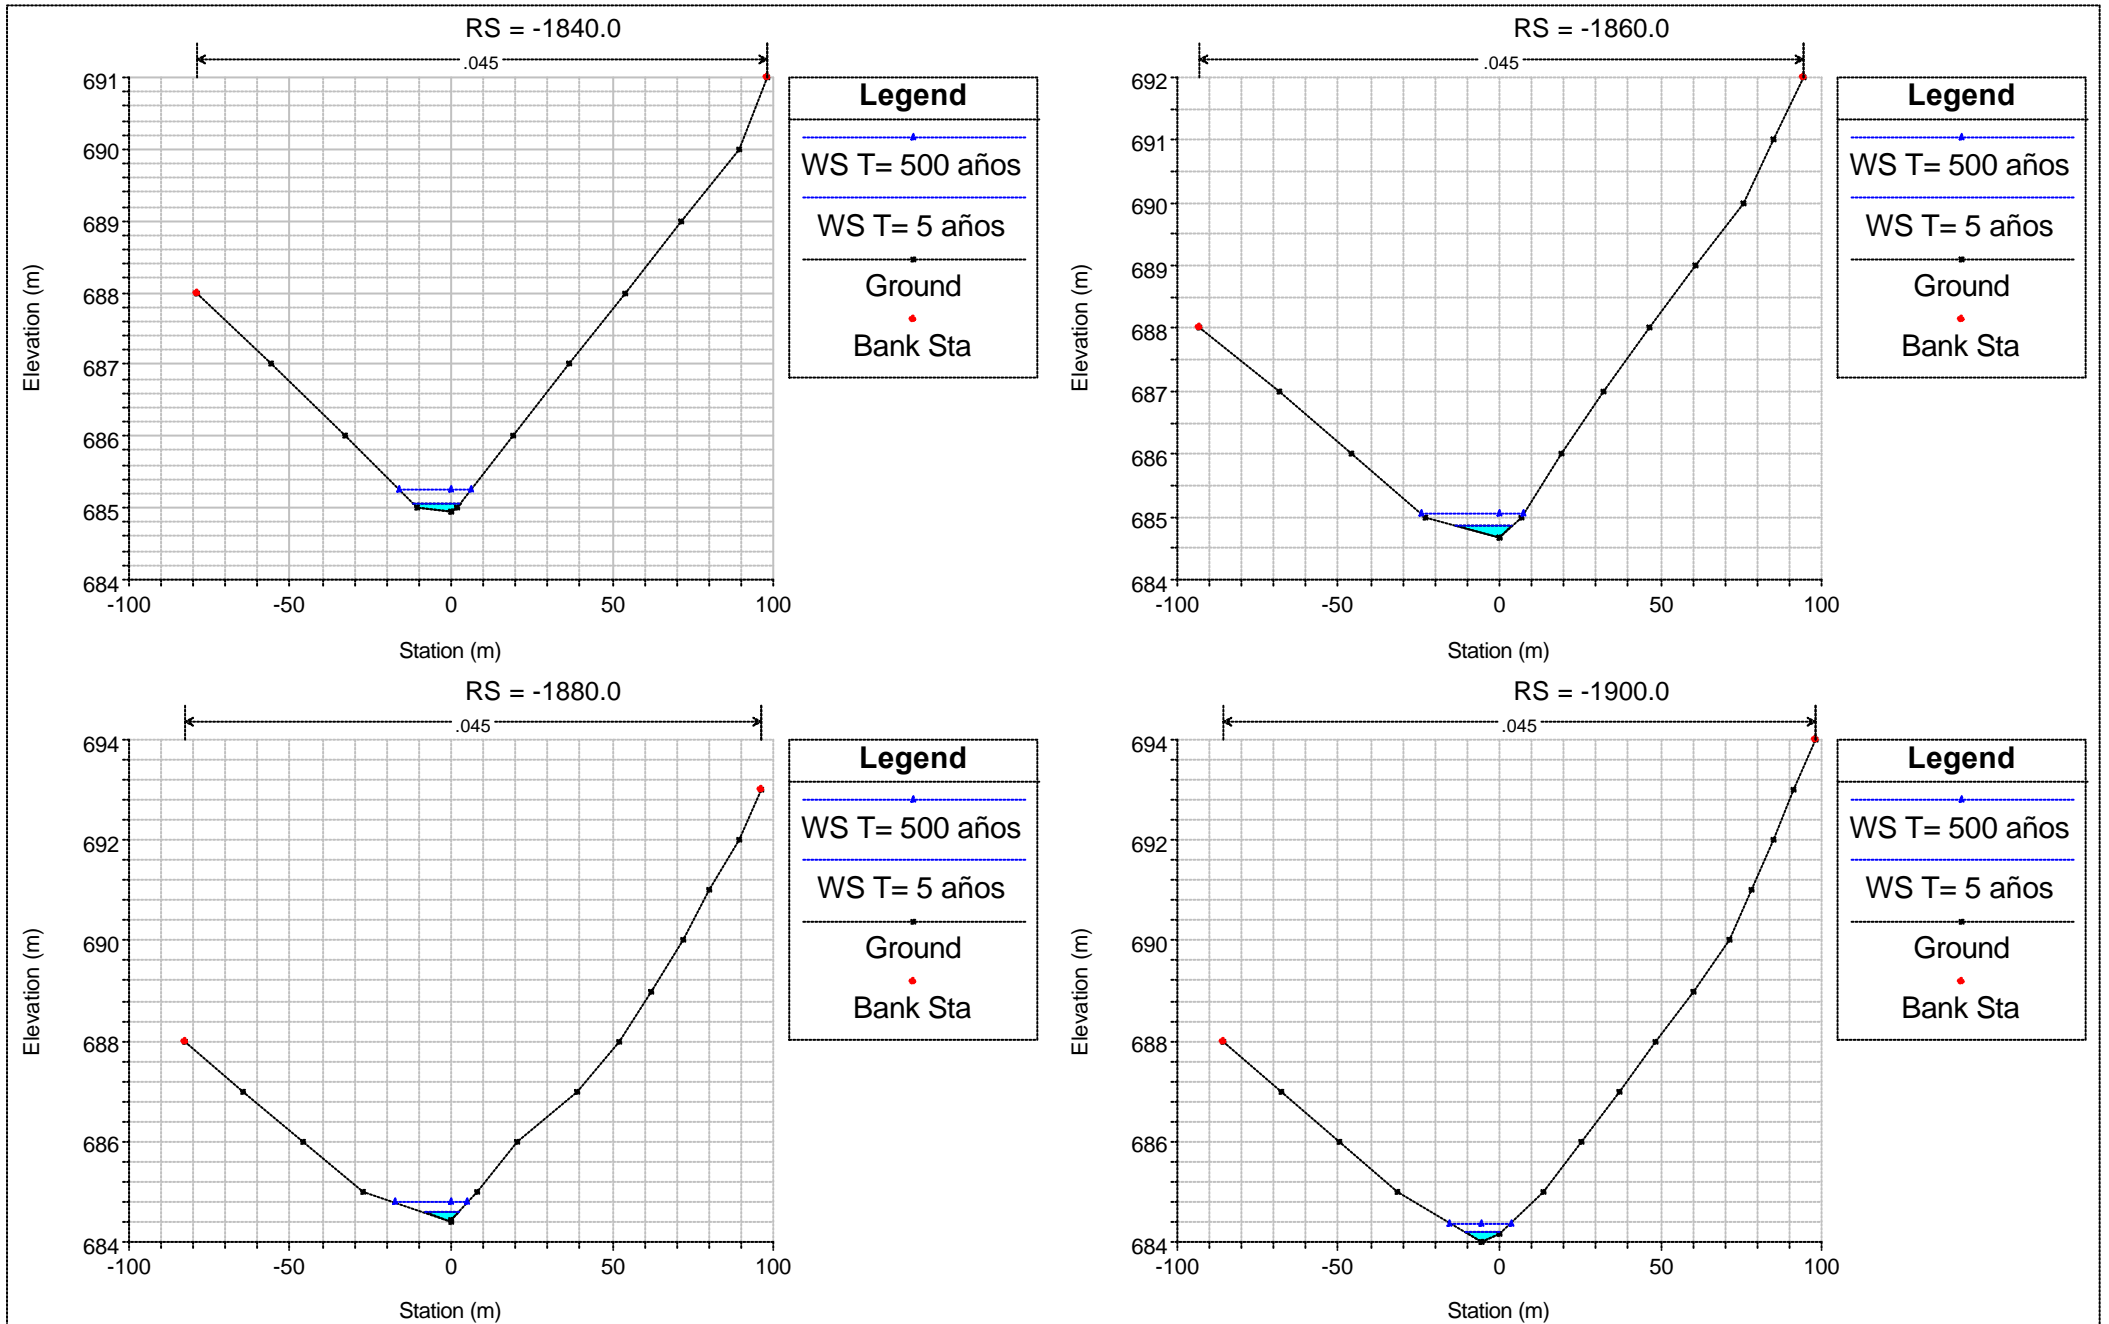 RS = -1840.0
.045
691
690
689
688
687
686
685
684
-100
-50
0
50
100
Elevation (m)
Station (m)
Legend
WS T= 500 años
WS T= 5 años
Ground
Bank Sta
RS = -1860.0
.045
692
691
690
689
688
687
686
685
684
-100
-50
0
50
100
Elevation (m)
Station (m)
Legend
WS T= 500 años
WS T= 5 años
Ground
Bank Sta
RS = -1880.0
.045
694
692
690
688
686
684
-100
-50
0
50
100
Elevation (m)
Station (m)
Legend
WS T= 500 años
WS T= 5 años
Ground
Bank Sta
RS = -1900.0
.045
694
692
690
688
686
684
-100
-50
0
50
100
Elevation (m)
Station (m)
Legend
WS T= 500 años
WS T= 5 años
Ground
Bank Sta